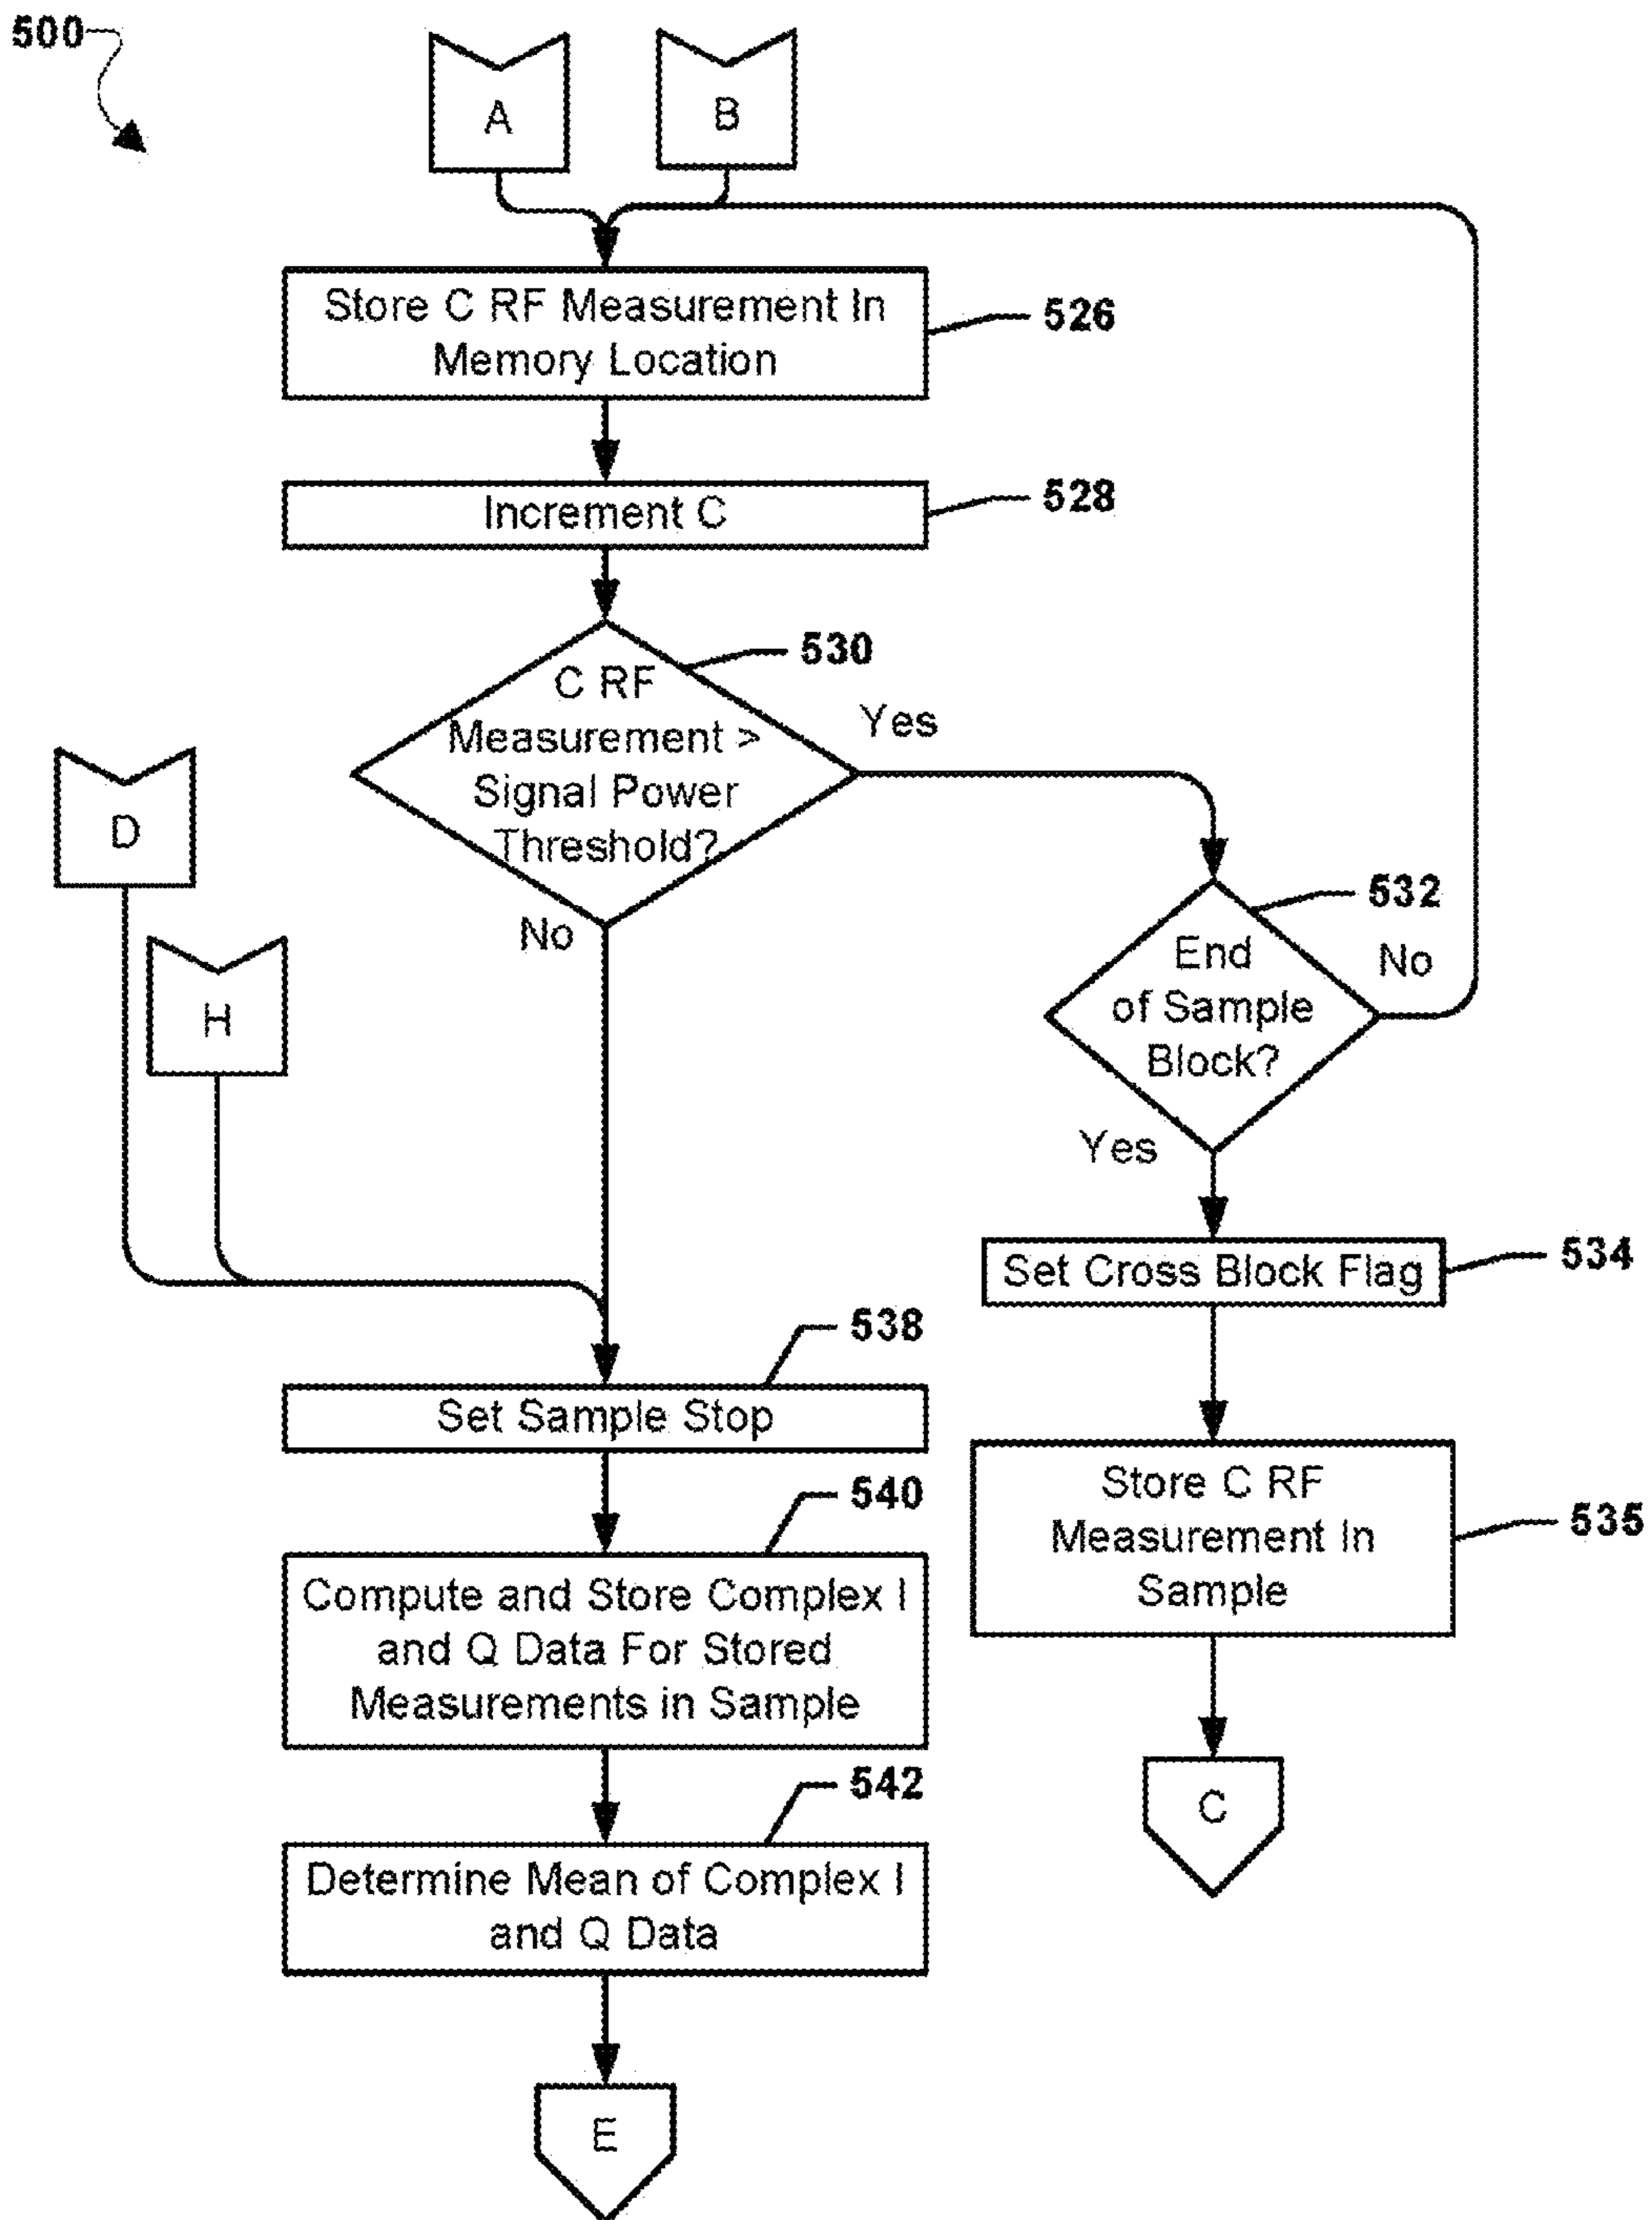 500
A
B
Store C RF Measurement In
Memory Location
526
Increment C
528
C RF
Measurement >
Signal Power
Threshold?
530
Yes
No
D
H
End
of Sample
Block?
532
No
Yes
Set Cross Block Flag
534
Set Sample Stop
538
Store C RF
Measurement In
Sample
535
Compute and Store Complex I
and Q Data For Stored
Measurements in Sample
540
Determine Mean of Complex I
and Q Data
542
C
E